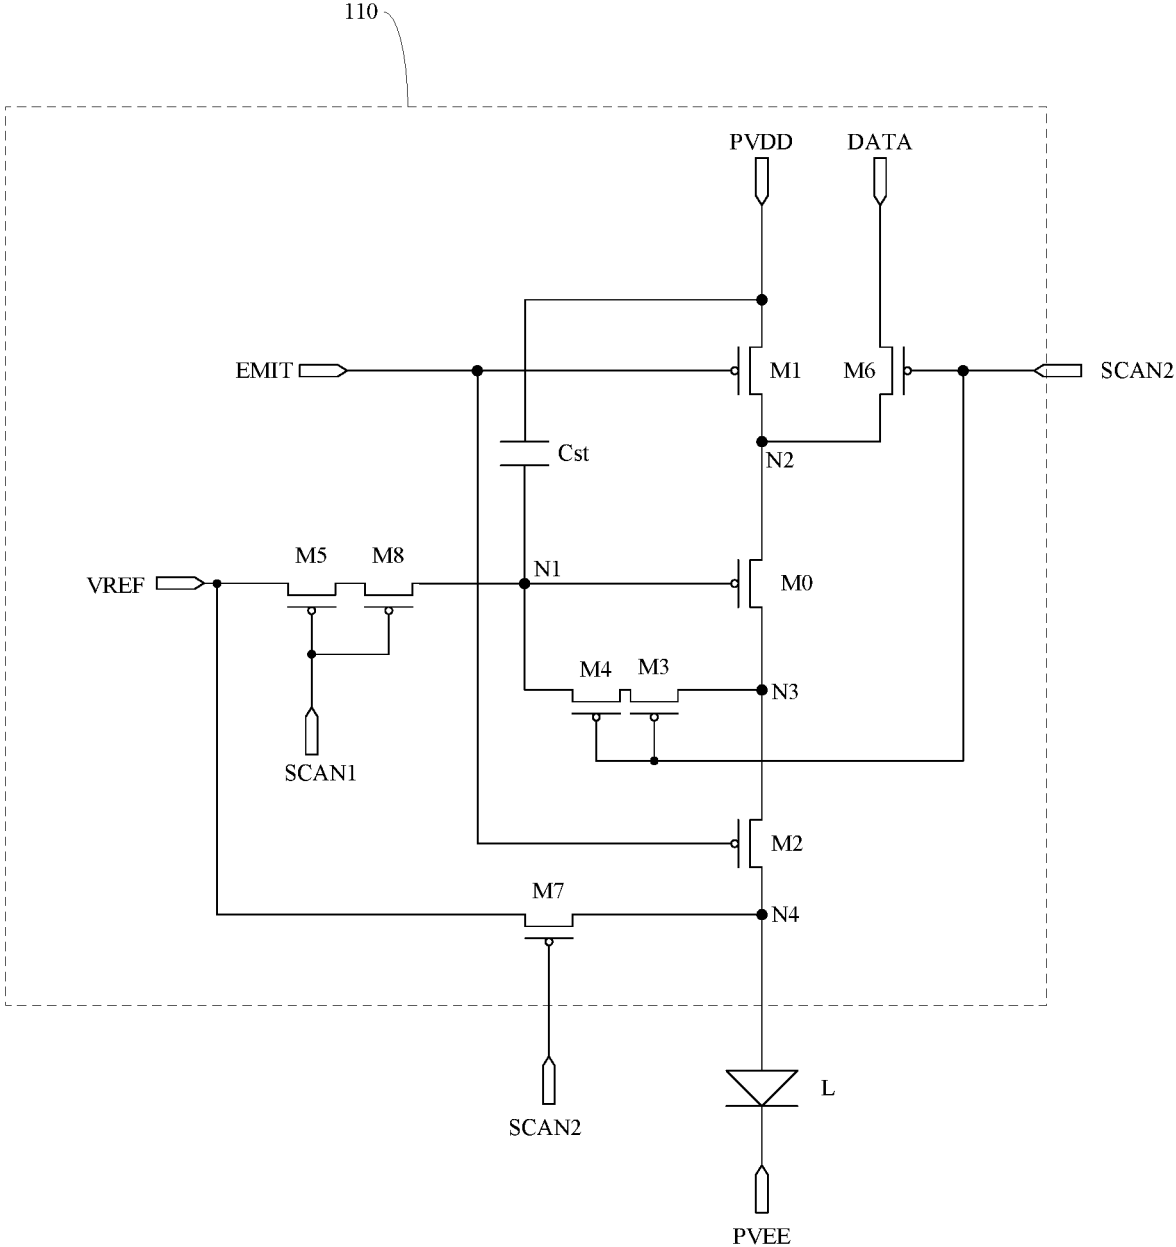 110
PVDD
DATA
EMIT
M1
M6
SCAN2
Cst
N2
M5
M8
N1
VREF
M0
M4
M3
N3
SCAN1
M2
M7
N4
L
SCAN2
PVEE